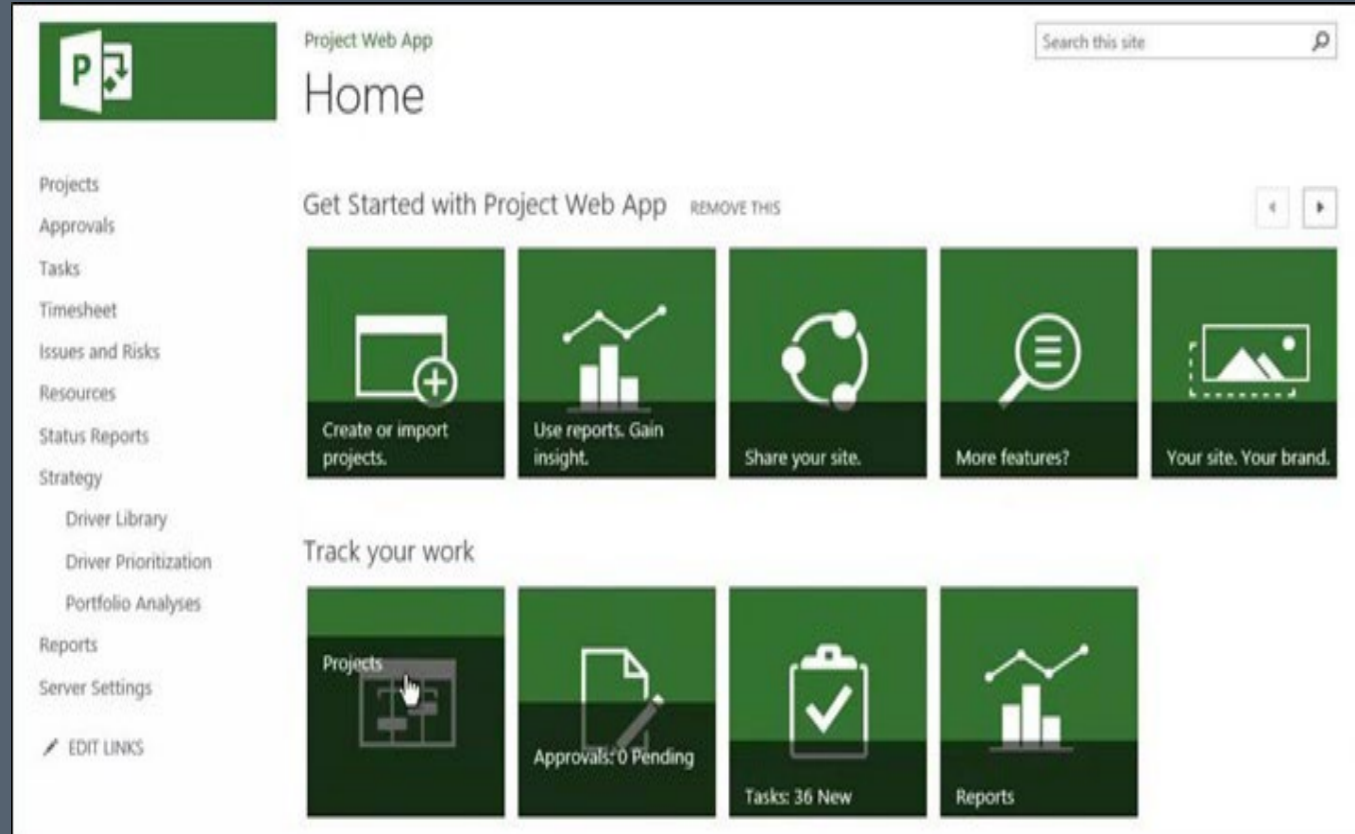 P
Project Web App
Home
Search this site
Projects
Approvals
Tasks
Timesheet
Issues and Risks
Resources
Status Reports
Strategy
Driver Library
Driver Prioritization
Portfolio Analyses
Reports
Server Settings
EDIT LINKS
Get Started with Project Web App REMOVE THIS
Create or import
projects.
Use reports. Gain
insight.
Share your site.
More features?
Your site. Your brand.
Track your work
Projects
Approvals: 0 Pending
Tasks: 36 New
Reports